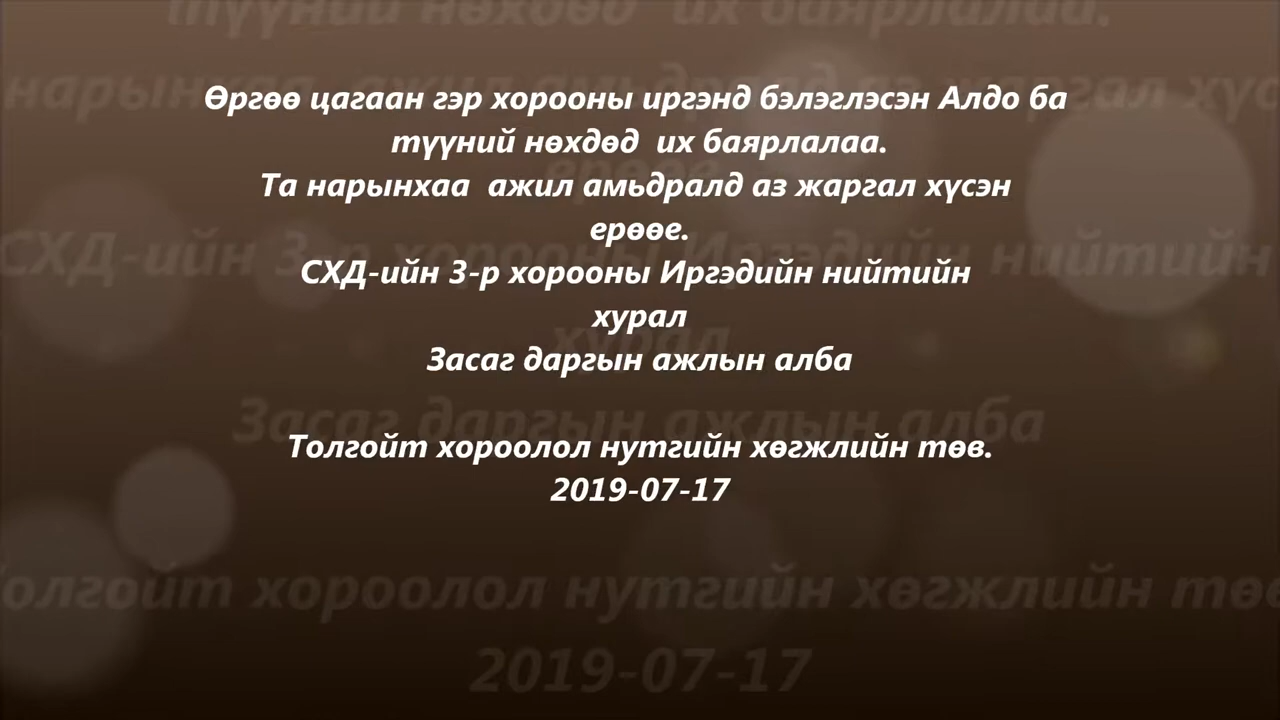 Өргөө цагаан гэр хорооны иргэнд бэлэглэсэн Алдо ба
түүний нөхдөд  их баярлалаа.
Та нарынхаа  ажил амьдралд аз жаргал хүсэн
ерөөе.
СХД-ийн 3-р хорооны Иргэдийн нийтийн
хурал
Засаг даргын ажлын алба
Толгойт хороолол нутгийн хөгжлийн төв.
2019-07-17